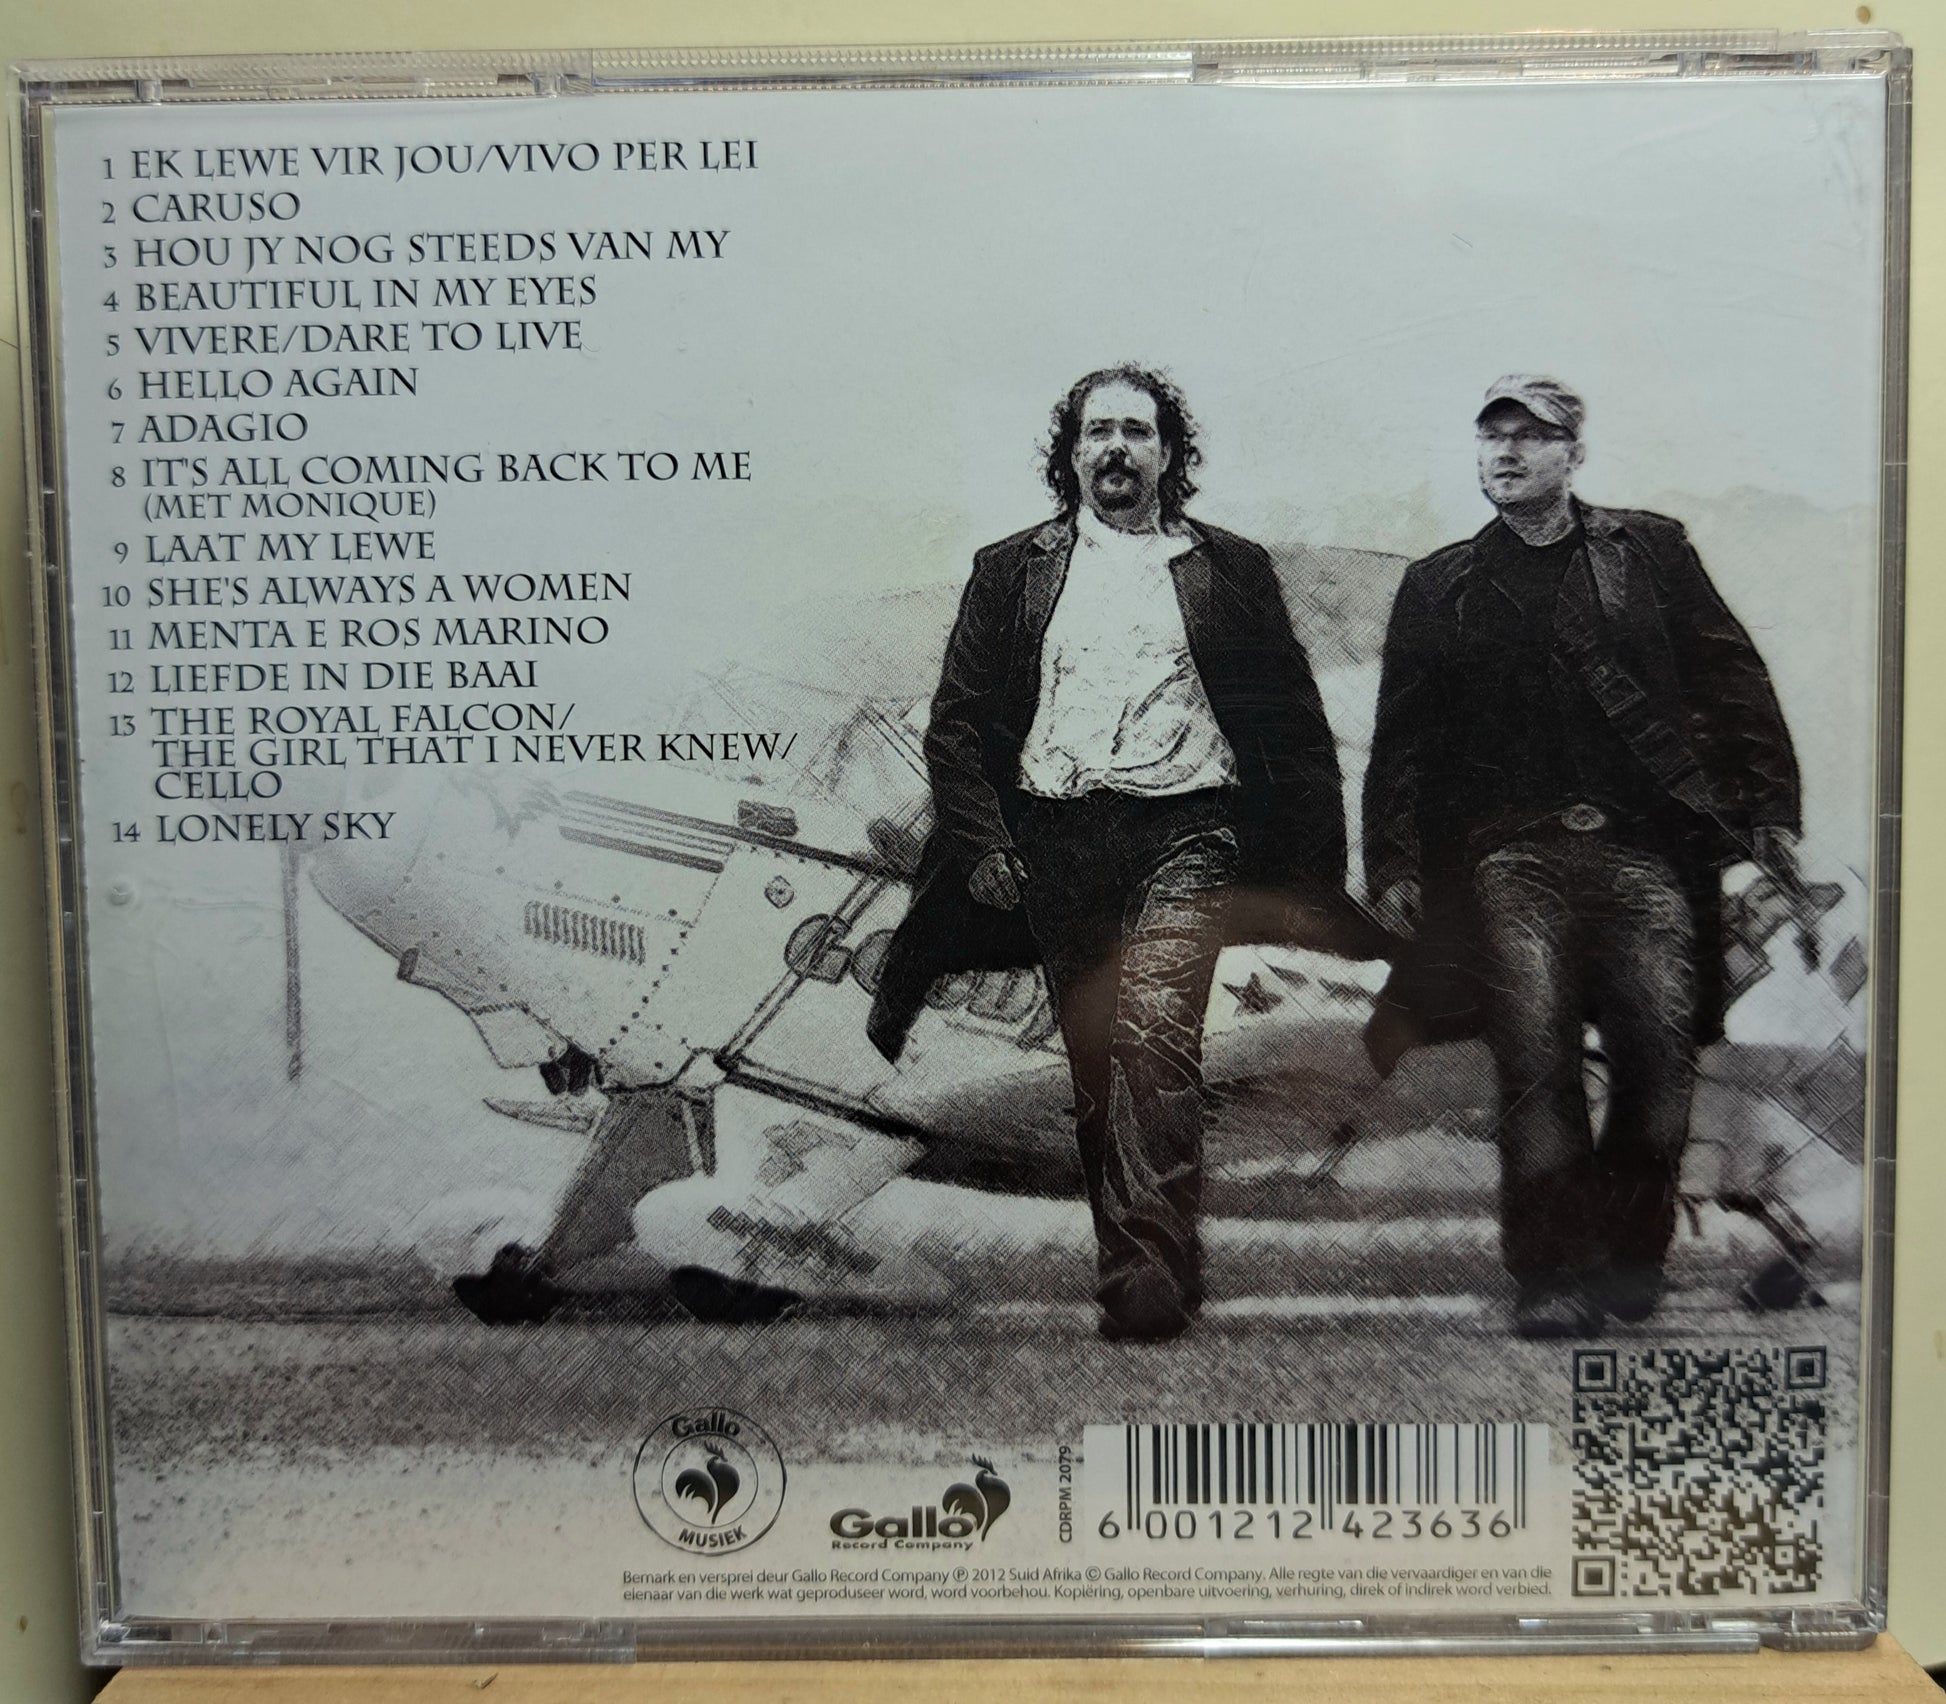 1 EK LEWE VIR JOU/VIVO PER LEI
2 CARUSO
3 HOU JY NOG STEEDS VAN MY
4 BEAUTIFUL IN MY EYES
5 VIVERE/DARE TO LIVE
6 HELLO AGAIN
7 ADAGIO
8 IT'S ALL COMING BACK TO ME
(MET MONIQUE)
9 LAAT MY LEWE
10 SHE'S ALWAYS A WOMEN
11 MENTA E ROS MARINO
12 LIEFDE IN DIE BAAI
13 THE ROYAL FALCON/
THE GIRL THAT I NEVER KNEW/
CELLO
14 LONELY SKY
Gallo
MUSIEK
Gallo
Record Company
CDRPM 2079
6 001212 423636
Bemark en versprei deur Gallo Record Company ℗ 2012 Suid Afrika © Gallo Record Company. Alle regte van die vervaardiger en van die
eienaar van die werk wat geproduseer word, word voorbehou. Kopiëring, openbare uitvoering, verhuring, direk of indirek word verbied.